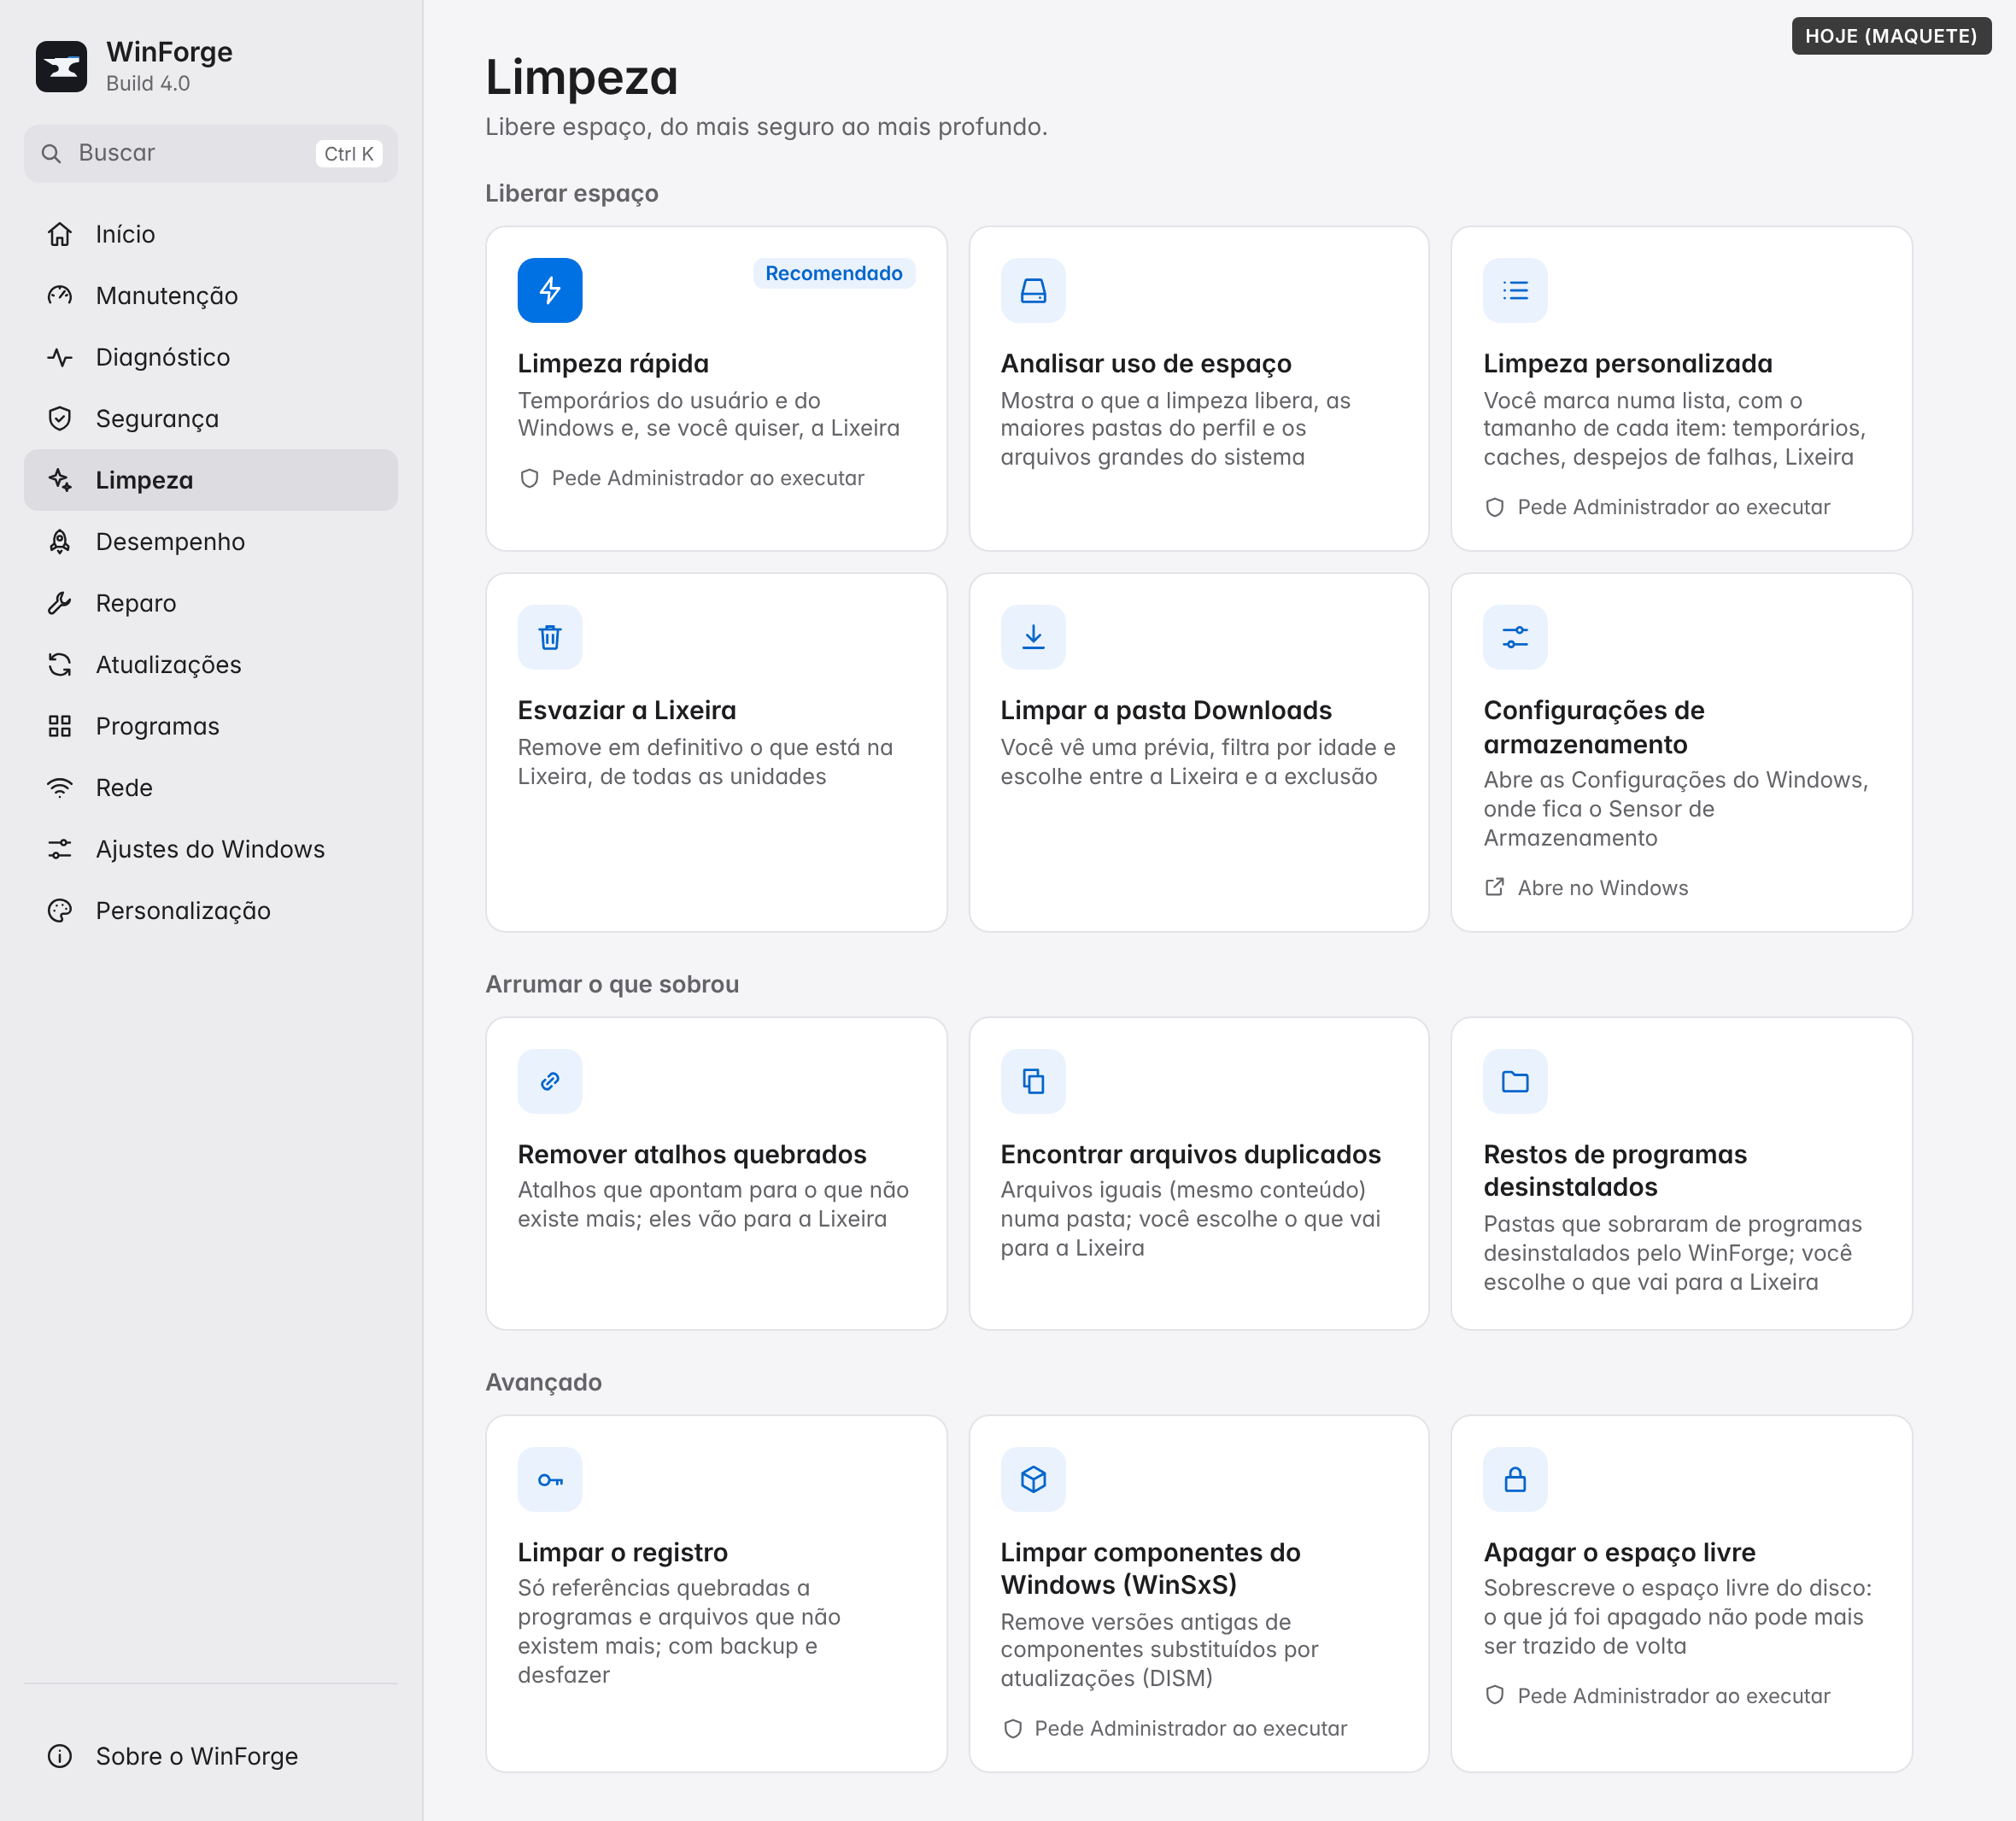 WinForge
Build 4.0
Buscar
Ctrl K
Início
Manutenção
Diagnóstico
Segurança
Limpeza
Desempenho
Reparo
Atualizações
Programas
Rede
Ajustes do Windows
Personalização
Sobre o WinForge
HOJE (MAQUETE)
Limpeza
Libere espaço, do mais seguro ao mais profundo.
Liberar espaço
Recomendado
Limpeza rápida
Temporários do usuário e do
Windows e, se você quiser, a Lixeira
Pede Administrador ao executar
Analisar uso de espaço
Mostra o que a limpeza libera, as
maiores pastas do perfil e os
arquivos grandes do sistema
Limpeza personalizada
Você marca numa lista, com o
tamanho de cada item: temporários,
caches, despejos de falhas, Lixeira
Pede Administrador ao executar
Esvaziar a Lixeira
Remove em definitivo o que está na
Lixeira, de todas as unidades
Limpar a pasta Downloads
Você vê uma prévia, filtra por idade e
escolhe entre a Lixeira e a exclusão
Configurações de
armazenamento
Abre as Configurações do Windows,
onde fica o Sensor de
Armazenamento
Abre no Windows
Arrumar o que sobrou
Remover atalhos quebrados
Atalhos que apontam para o que não
existe mais; eles vão para a Lixeira
Encontrar arquivos duplicados
Arquivos iguais (mesmo conteúdo)
numa pasta; você escolhe o que vai
para a Lixeira
Restos de programas
desinstalados
Pastas que sobraram de programas
desinstalados pelo WinForge; você
escolhe o que vai para a Lixeira
Avançado
Limpar o registro
Só referências quebradas a
programas e arquivos que não
existem mais; com backup e
desfazer
Limpar componentes do
Windows (WinSxS)
Remove versões antigas de
componentes substituídos por
atualizações (DISM)
Pede Administrador ao executar
Apagar o espaço livre
Sobrescreve o espaço livre do disco:
o que já foi apagado não pode mais
ser trazido de volta
Pede Administrador ao executar